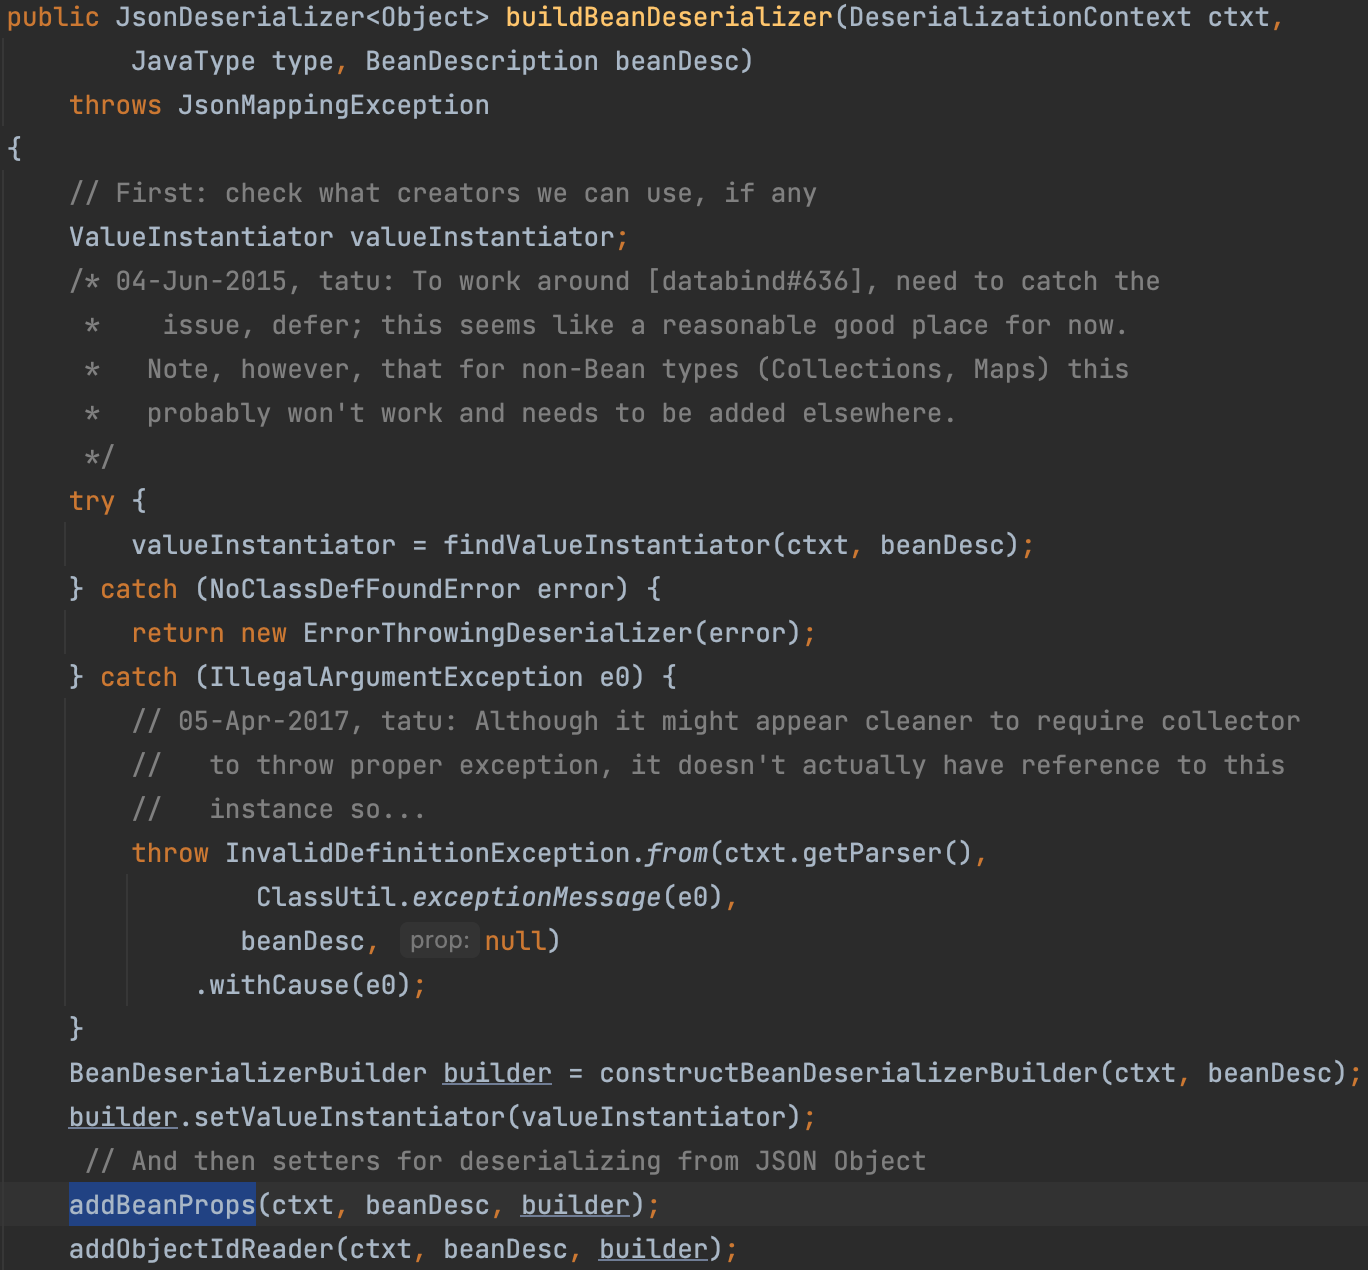 public JsonDeserializer<Object> buildBeanDeserializer(DeserializationContext ctxt,
        JavaType type, BeanDescription beanDesc)
    throws JsonMappingException
{
    // First: check what creators we can use, if any
    ValueInstantiator valueInstantiator;
    /* 04-Jun-2015, tatu: To work around [databind#636], need to catch the
     *    issue, defer; this seems like a reasonable good place for now.
     *   Note, however, that for non-Bean types (Collections, Maps) this
     *   probably won't work and needs to be added elsewhere.
     */
    try {
        valueInstantiator = findValueInstantiator(ctxt, beanDesc);
    } catch (NoClassDefFoundError error) {
        return new ErrorThrowingDeserializer(error);
    } catch (IllegalArgumentException e0) {
        // 05-Apr-2017, tatu: Although it might appear cleaner to require collector
        //   to throw proper exception, it doesn't actually have reference to this
        //   instance so...
        throw InvalidDefinitionException.from(ctxt.getParser(),
                ClassUtil.exceptionMessage(e0),
               beanDesc, prop: null)
            .withCause(e0);
    }
    BeanDeserializerBuilder builder = constructBeanDeserializerBuilder(ctxt, beanDesc);
    builder.setValueInstantiator(valueInstantiator);
     // And then setters for deserializing from JSON Object
    addBeanProps(ctxt, beanDesc, builder);
    addObjectIdReader(ctxt, beanDesc, builder);